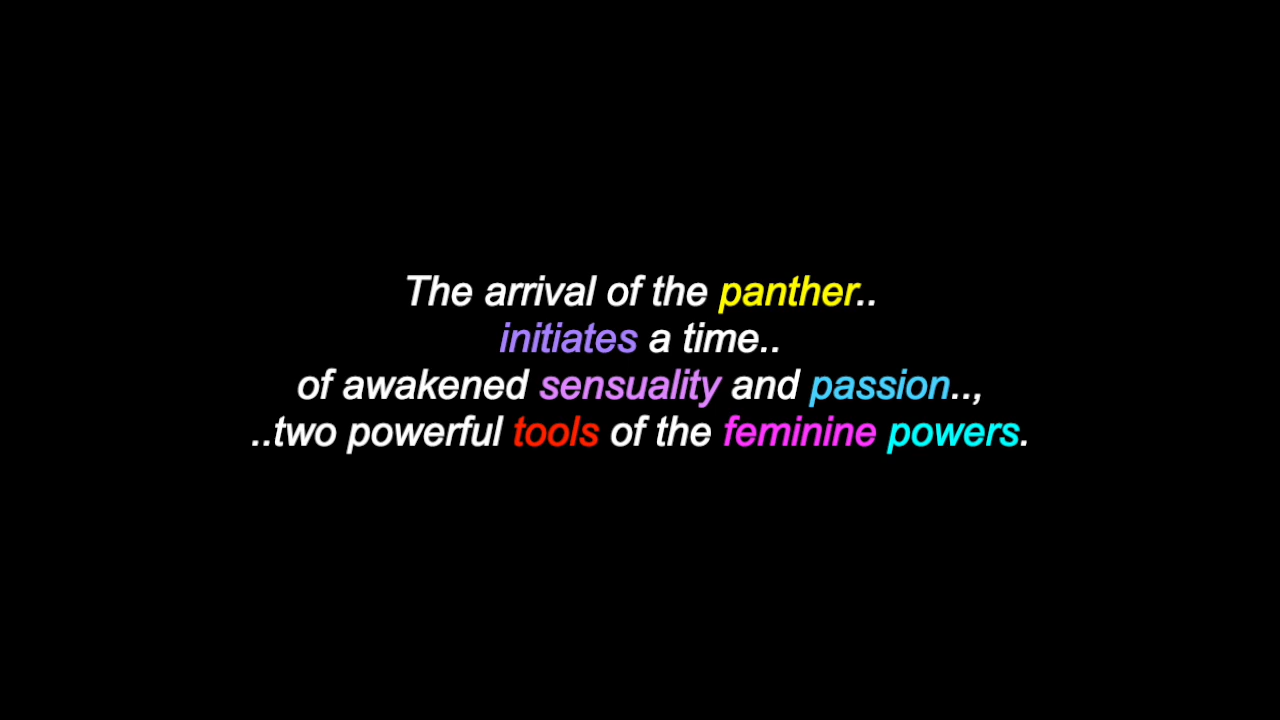 The arrival of the panther..
initiates a time..
of awakened sensuality and passion..,
..two powerful tools of the feminine powers.